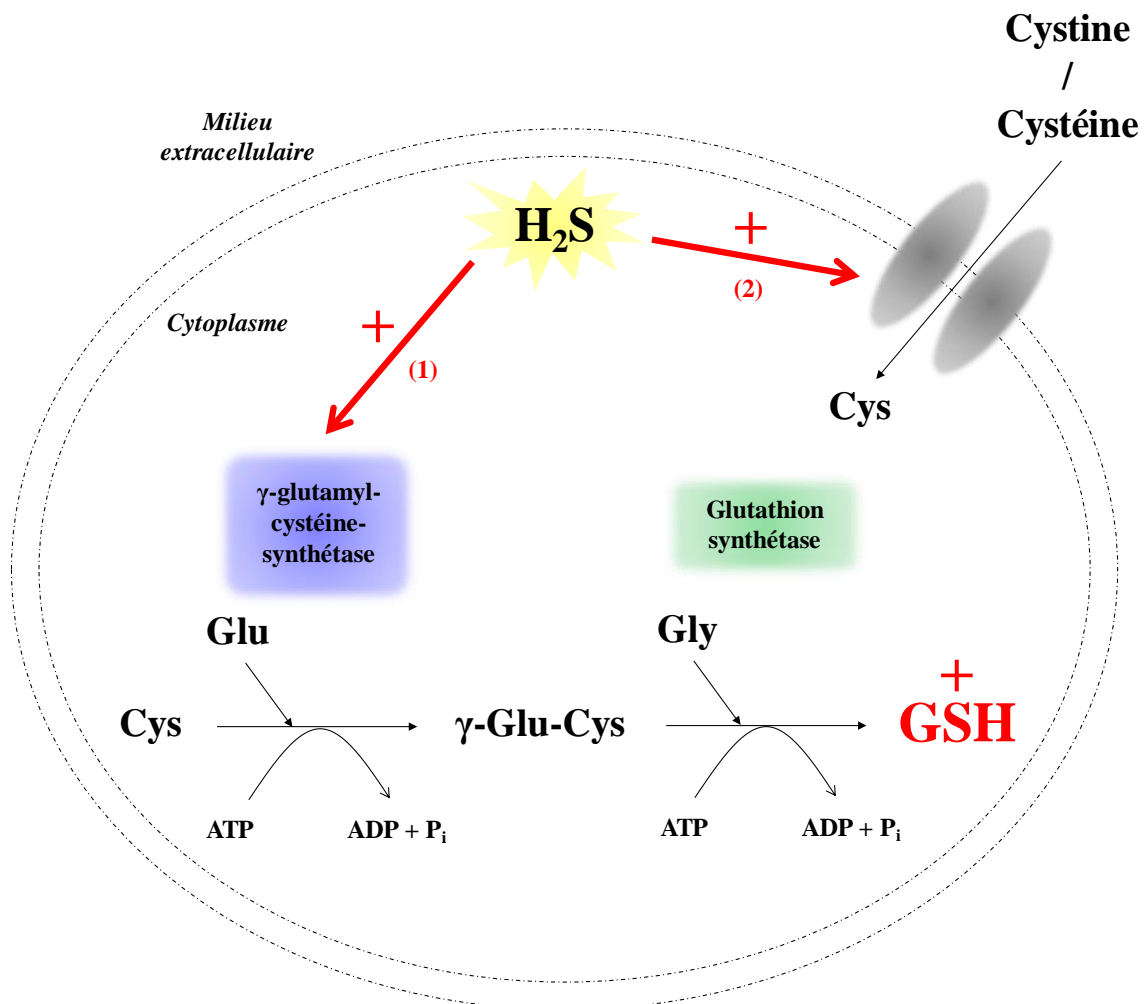 Cystine
/
Cystéine
Milieu
extracellulaire
H₂S
+
(2)
Cytoplasme
+
(1)
Cys
γ-glutamyl-
cystéine-
synthétase
Glutathion
synthétase
Glu
Gly
+
Cys
γ-Glu-Cys
GSH
ATP
ADP + Pᵢ
ATP
ADP + Pᵢ